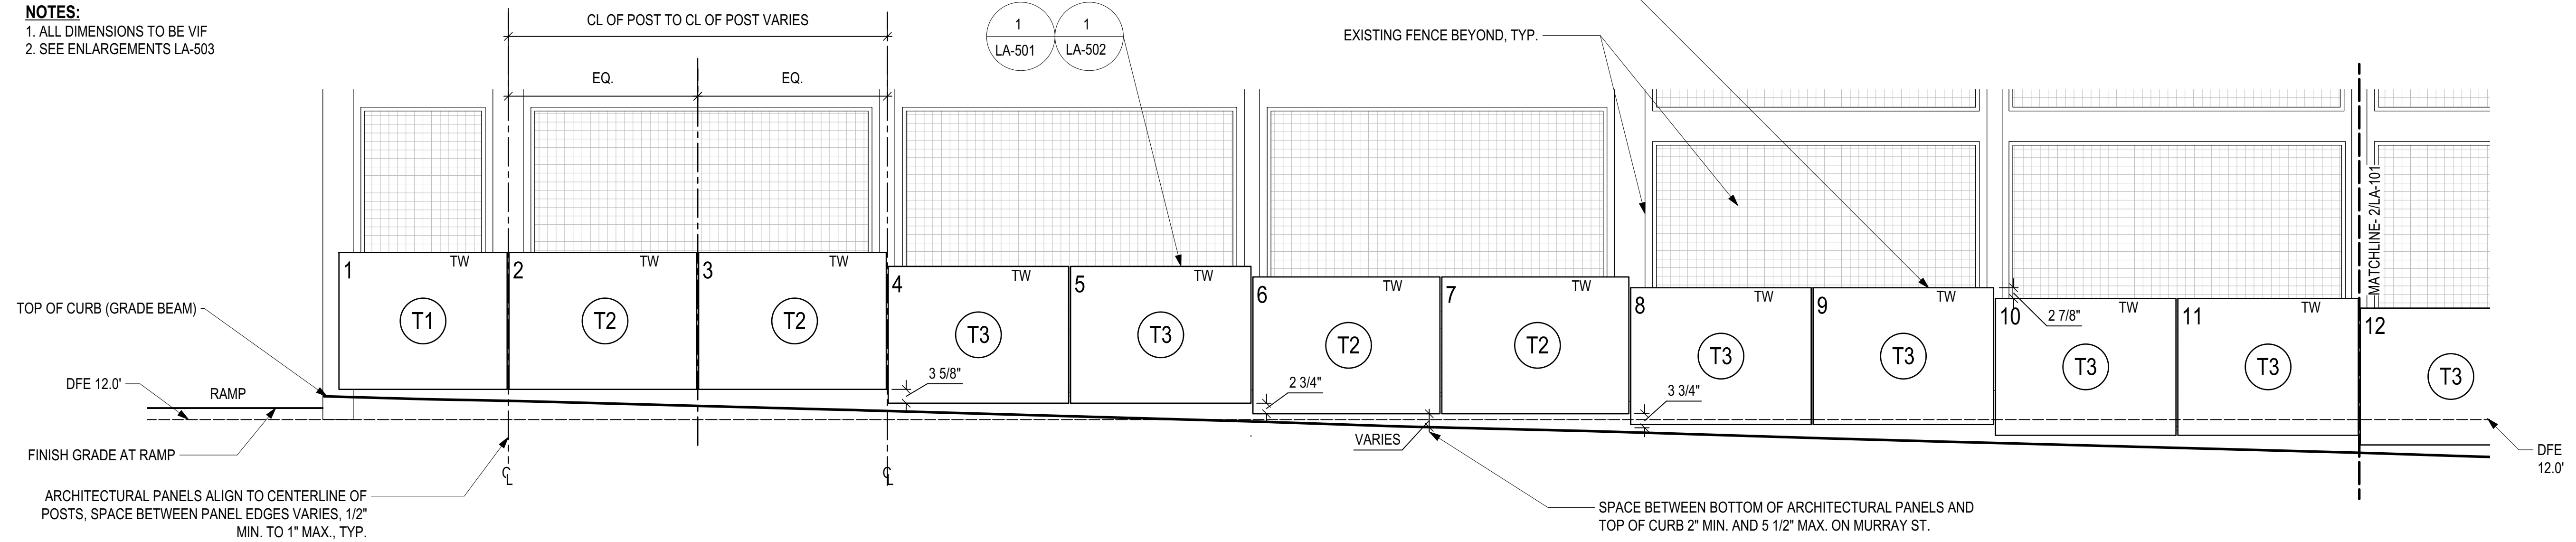 NOTES:
1. ALL DIMENSIONS TO BE VIF
2. SEE ENLARGEMENTS LA-503
CL OF POST TO CL OF POST VARIES
EQ.
EQ.
1
LA-501
1
LA-502
EXISTING FENCE BEYOND, TYP.
MATCHLINE- 2/LA-101
1
TW
T1
2
TW
T2
3
TW
T2
4
TW
T3
5
TW
T3
6
TW
T2
7
TW
T2
8
TW
T3
9
TW
T3
10
TW
T3
11
TW
T3
12
T3
2 7/8"
3 5/8"
2 3/4"
3 3/4"
VARIES
TOP OF CURB (GRADE BEAM)
DFE 12.0'
RAMP
FINISH GRADE AT RAMP
CL
CL
ARCHITECTURAL PANELS ALIGN TO CENTERLINE OF
POSTS, SPACE BETWEEN PANEL EDGES VARIES, 1/2"
MIN. TO 1" MAX., TYP.
SPACE BETWEEN BOTTOM OF ARCHITECTURAL PANELS AND
TOP OF CURB 2" MIN. AND 5 1/2" MAX. ON MURRAY ST.
DFE
12.0'